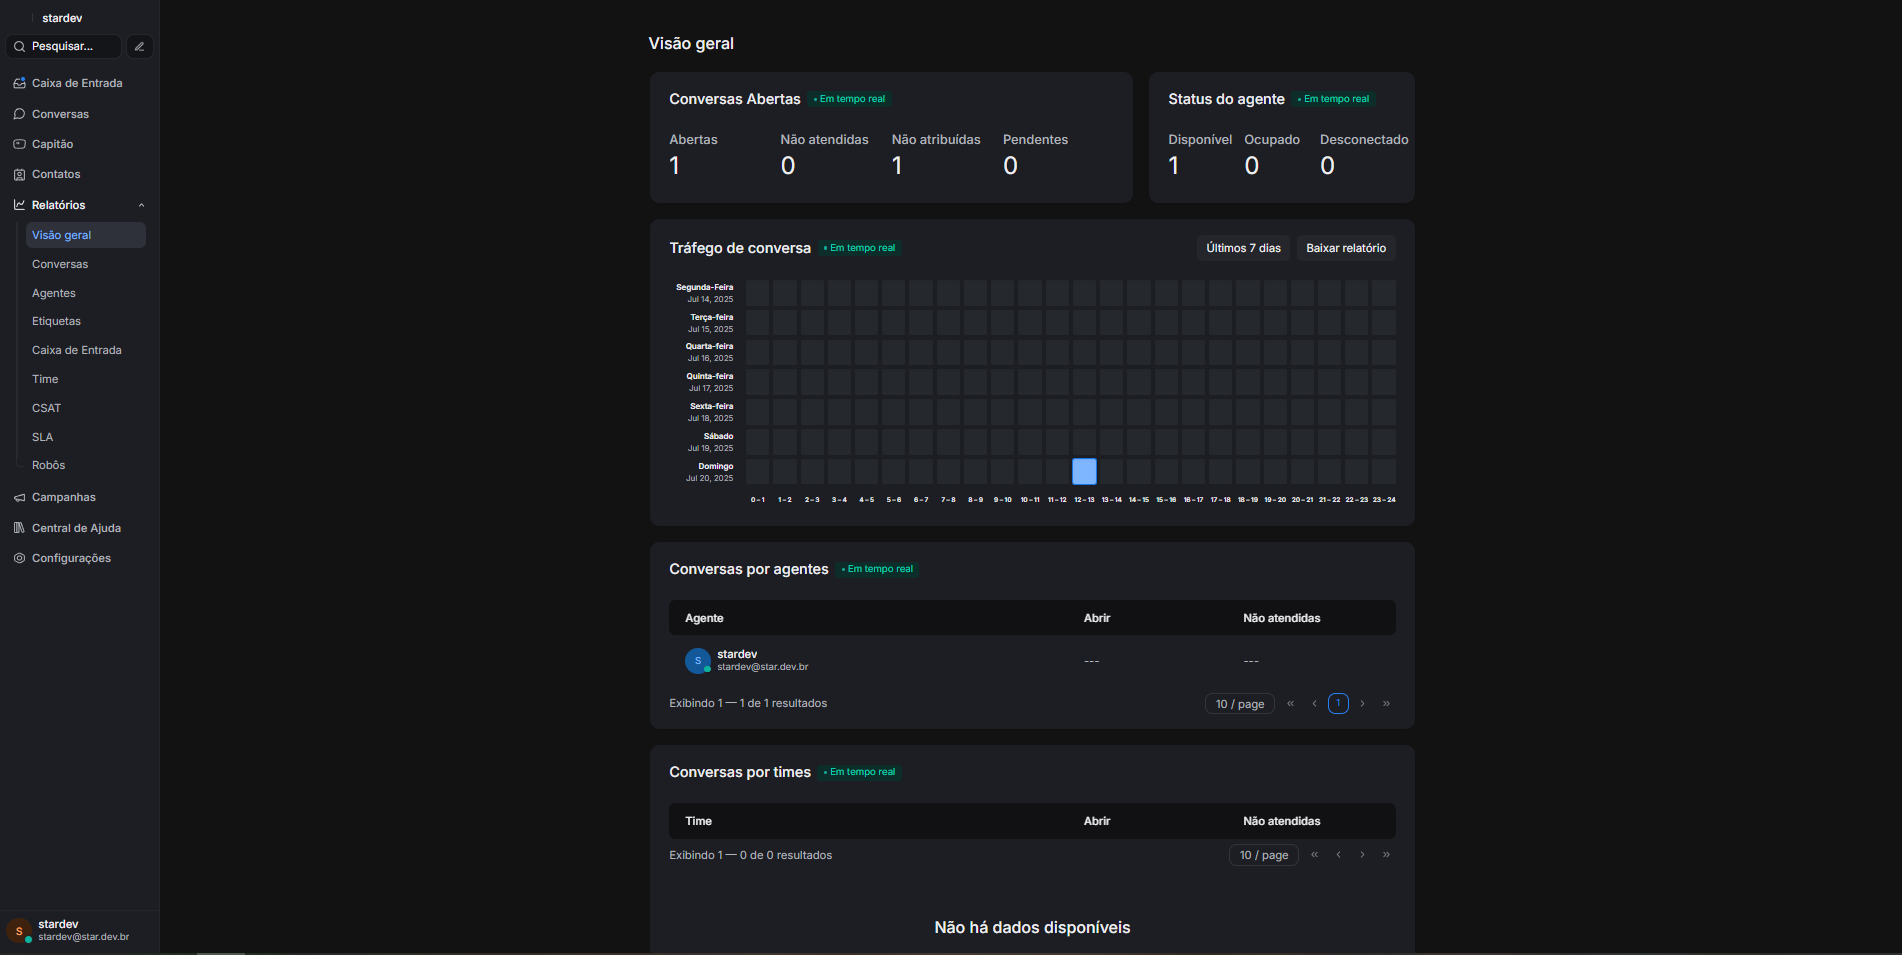 stardev
Pesquisar...
Caixa de Entrada
Conversas
Capitão
Contatos
Relatórios
Visão geral
Conversas
Agentes
Etiquetas
Caixa de Entrada
Time
CSAT
SLA
Robôs
Campanhas
Central de Ajuda
Configurações
S
stardev
stardev@star.dev.br
Visão geral
Conversas Abertas • Em tempo real
Abertas Não atendidas Não atribuídas Pendentes
1 0 1 0
Status do agente • Em tempo real
Disponível Ocupado Desconectado
1 0 0
Tráfego de conversa • Em tempo real Últimos 7 dias Baixar relatório
Segunda-Feira
Jul 14, 2025
Terça-feira
Jul 15, 2025
Quarta-feira
Jul 16, 2025
Quinta-feira
Jul 17, 2025
Sexta-feira
Jul 18, 2025
Sábado
Jul 19, 2025
Domingo
Jul 20, 2025
0 – 1 1 – 2 2 – 3 3 – 4 4 – 5 5 – 6 6 – 7 7 – 8 8 – 9 9 – 10 10 – 11 11 – 12 12 – 13 13 – 14 14 – 15 15 – 16 16 – 17 17 – 18 18 – 19 19 – 20 20 – 21 21 – 22 22 – 23 23 – 24
Conversas por agentes • Em tempo real
Agente Abrir Não atendidas
S
stardev
stardev@star.dev.br
--- ---
Exibindo 1 — 1 de 1 resultados 10 / page « ‹ 1 › »
Conversas por times • Em tempo real
Time Abrir Não atendidas
Exibindo 1 — 0 de 0 resultados 10 / page « ‹ › »
Não há dados disponíveis